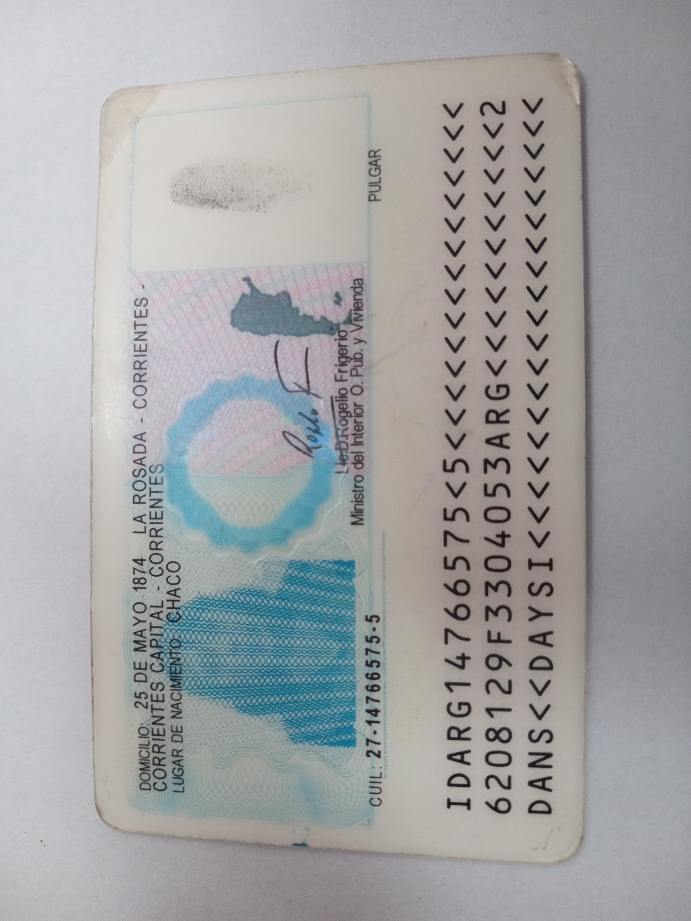 DOMICILIO: 25 DE MAYO 1874 LA ROSADA - CORRIENTES -
CORRIENTES CAPITAL - CORRIENTES
LUGAR DE NACIMIENTO: CHACO
Lic.D.Rogelio Frigerio
Ministro del Interior O. Pub. y Vivienda
PULGAR
CUIL: 27-14766575-5
IDARG14766575<5<<<<<<<<<<<<<<<
6208129F3304053ARG<<<<<<<<<<<2
DANS<<DAYSI<<<<<<<<<<<<<<<<<<<